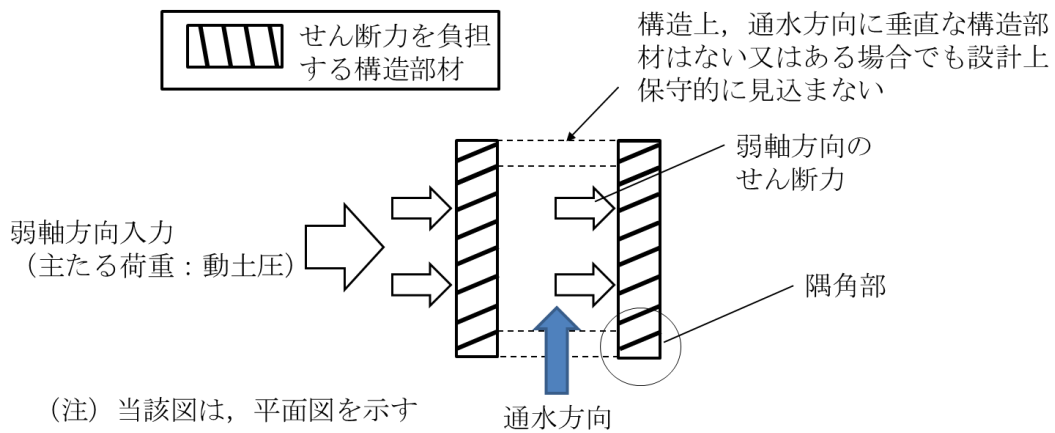 せん断力を負担
する構造部材
構造上，通水方向に垂直な構造部
材はない又はある場合でも設計上
保守的に見込まない
弱軸方向の
せん断力
弱軸方向入力
（主たる荷重：動土圧）
隅角部
（注）当該図は，平面図を示す
通水方向